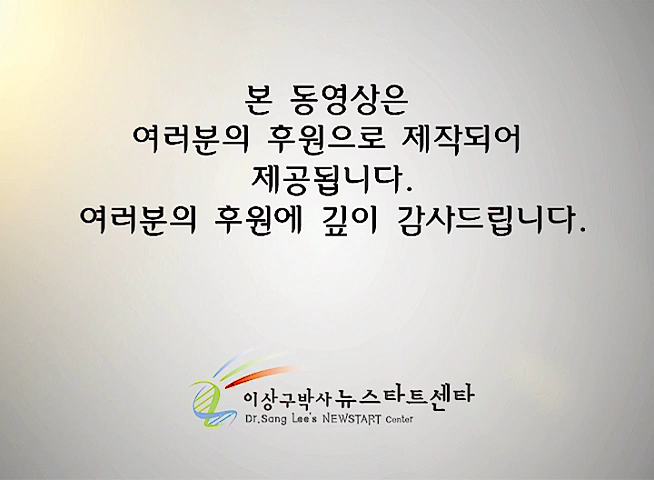 본 동영상은
여러분의 후원으로 제작되어
제공됩니다.
여러분의 후원에 깊이 감사드립니다.
이상구박사 뉴스타트센타
Dr.Sang Lee's NEWSTART Center